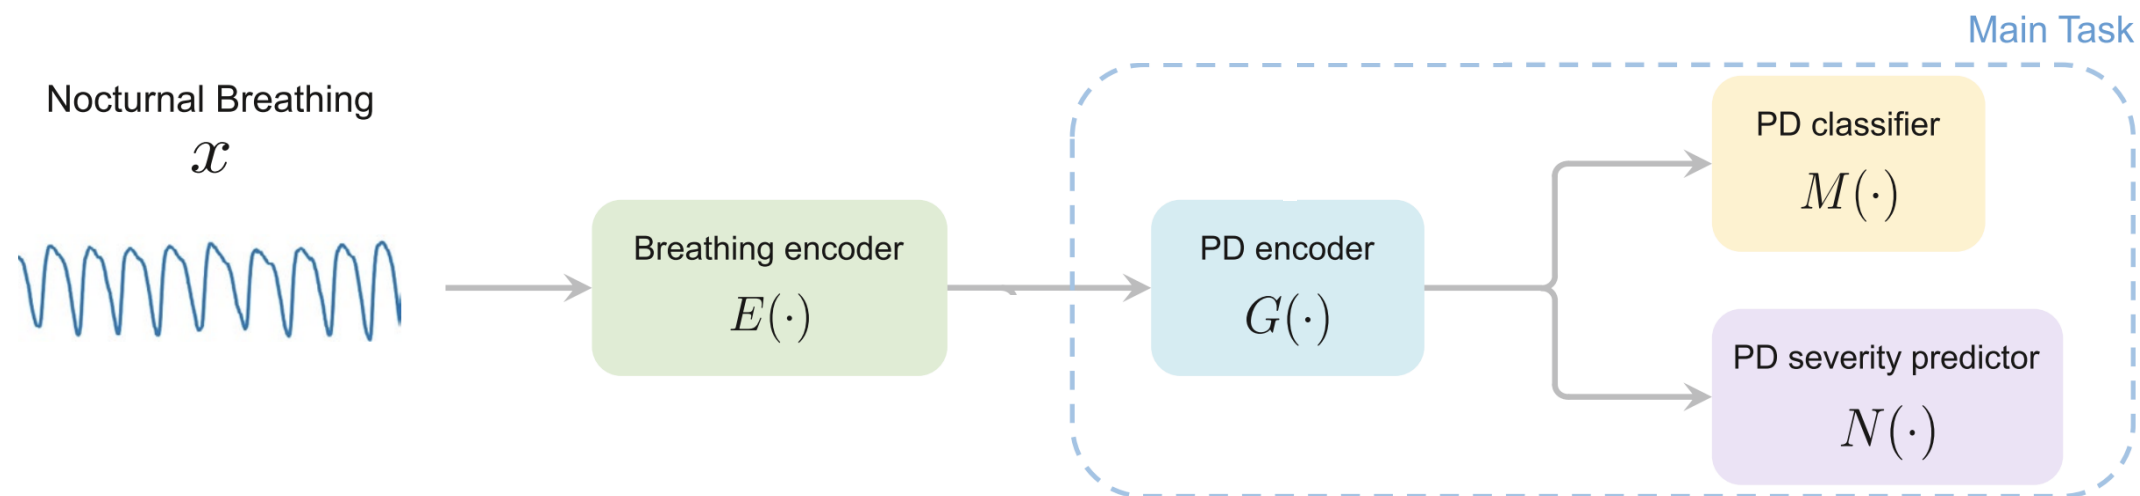 Main Task
Nocturnal Breathing
x
Breathing encoder
E(·)
PD encoder
G(·)
PD classifier
M(·)
PD severity predictor
N(·)